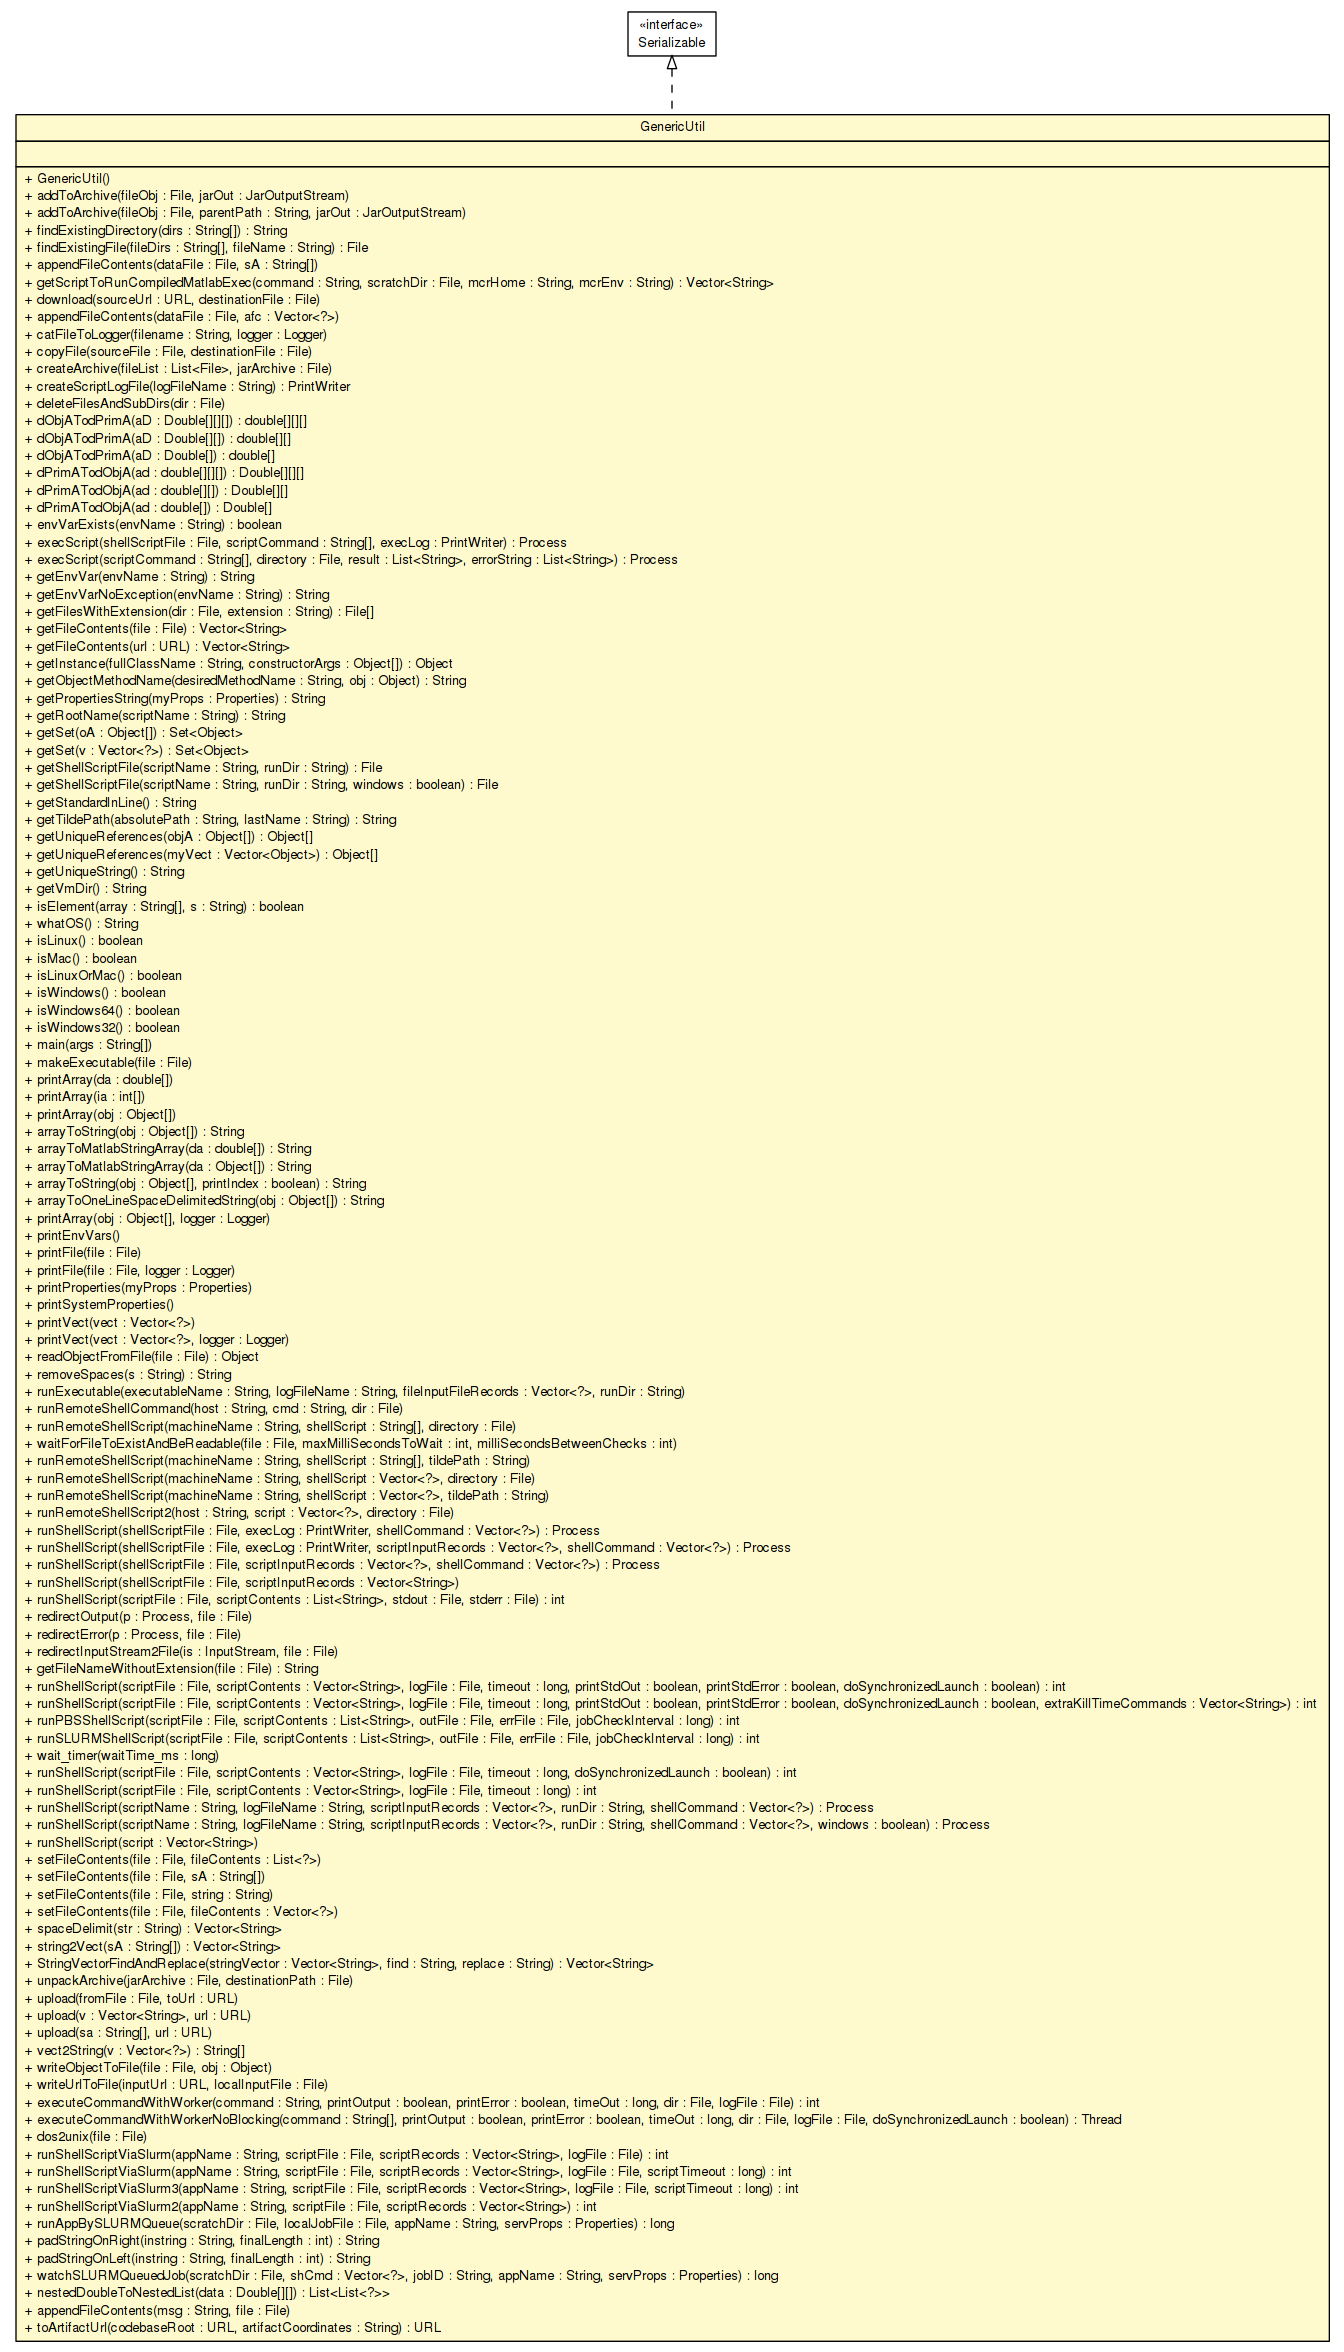 «interface»
Serializable
GenericUtil
+ GenericUtil()
+ addToArchive(fileObj : File, jarOut : JarOutputStream)
+ addToArchive(fileObj : File, parentPath : String, jarOut : JarOutputStream)
+ findExistingDirectory(dirs : String[]) : String
+ findExistingFile(fileDirs : String[], fileName : String) : File
+ appendFileContents(dataFile : File, sA : String[])
+ getScriptToRunCompiledMatlabExec(command : String, scratchDir : File, mcrHome : String, mcrEnv : String) : Vector<String>
+ download(sourceUrl : URL, destinationFile : File)
+ appendFileContents(dataFile : File, afc : Vector<?>)
+ catFileToLogger(filename : String, logger : Logger)
+ copyFile(sourceFile : File, destinationFile : File)
+ createArchive(fileList : List<File>, jarArchive : File)
+ createScriptLogFile(logFileName : String) : PrintWriter
+ deleteFilesAndSubDirs(dir : File)
+ dObjATodPrimA(aD : Double[][][]) : double[][][]
+ dObjATodPrimA(aD : Double[][]) : double[][]
+ dObjATodPrimA(aD : Double[]) : double[]
+ dPrimATodObjA(ad : double[][][]) : Double[][][]
+ dPrimATodObjA(ad : double[][]) : Double[][]
+ dPrimATodObjA(ad : double[]) : Double[]
+ envVarExists(envName : String) : boolean
+ execScript(shellScriptFile : File, scriptCommand : String[], execLog : PrintWriter) : Process
+ execScript(scriptCommand : String[], directory : File, result : List<String>, errorString : List<String>) : Process
+ getEnvVar(envName : String) : String
+ getEnvVarNoException(envName : String) : String
+ getFilesWithExtension(dir : File, extension : String) : File[]
+ getFileContents(file : File) : Vector<String>
+ getFileContents(url : URL) : Vector<String>
+ getInstance(fullClassName : String, constructorArgs : Object[]) : Object
+ getObjectMethodName(desiredMethodName : String, obj : Object) : String
+ getPropertiesString(myProps : Properties) : String
+ getRootName(scriptName : String) : String
+ getSet(oA : Object[]) : Set<Object>
+ getSet(v : Vector<?>) : Set<Object>
+ getShellScriptFile(scriptName : String, runDir : String) : File
+ getShellScriptFile(scriptName : String, runDir : String, windows : boolean) : File
+ getStandardInLine() : String
+ getTildePath(absolutePath : String, lastName : String) : String
+ getUniqueReferences(objA : Object[]) : Object[]
+ getUniqueReferences(myVect : Vector<Object>) : Object[]
+ getUniqueString() : String
+ getVmDir() : String
+ isElement(array : String[], s : String) : boolean
+ whatOS() : String
+ isLinux() : boolean
+ isMac() : boolean
+ isLinuxOrMac() : boolean
+ isWindows() : boolean
+ isWindows64() : boolean
+ isWindows32() : boolean
+ main(args : String[])
+ makeExecutable(file : File)
+ printArray(da : double[])
+ printArray(ia : int[])
+ printArray(obj : Object[])
+ arrayToString(obj : Object[]) : String
+ arrayToMatlabStringArray(da : double[]) : String
+ arrayToMatlabStringArray(da : Object[]) : String
+ arrayToString(obj : Object[], printIndex : boolean) : String
+ arrayToOneLineSpaceDelimitedString(obj : Object[]) : String
+ printArray(obj : Object[], logger : Logger)
+ printEnvVars()
+ printFile(file : File)
+ printFile(file : File, logger : Logger)
+ printProperties(myProps : Properties)
+ printSystemProperties()
+ printVect(vect : Vector<?>)
+ printVect(vect : Vector<?>, logger : Logger)
+ readObjectFromFile(file : File) : Object
+ removeSpaces(s : String) : String
+ runExecutable(executableName : String, logFileName : String, fileInputFileRecords : Vector<?>, runDir : String)
+ runRemoteShellCommand(host : String, cmd : String, dir : File)
+ runRemoteShellScript(machineName : String, shellScript : String[], directory : File)
+ waitForFileToExistAndBeReadable(file : File, maxMilliSecondsToWait : int, milliSecondsBetweenChecks : int)
+ runRemoteShellScript(machineName : String, shellScript : String[], tildePath : String)
+ runRemoteShellScript(machineName : String, shellScript : Vector<?>, directory : File)
+ runRemoteShellScript(machineName : String, shellScript : Vector<?>, tildePath : String)
+ runRemoteShellScript2(host : String, script : Vector<?>, directory : File)
+ runShellScript(shellScriptFile : File, execLog : PrintWriter, shellCommand : Vector<?>) : Process
+ runShellScript(shellScriptFile : File, execLog : PrintWriter, scriptInputRecords : Vector<?>, shellCommand : Vector<?>) : Process
+ runShellScript(shellScriptFile : File, scriptInputRecords : Vector<?>, shellCommand : Vector<?>) : Process
+ runShellScript(shellScriptFile : File, scriptInputRecords : Vector<String>)
+ runShellScript(scriptFile : File, scriptContents : List<String>, stdout : File, stderr : File) : int
+ redirectOutput(p : Process, file : File)
+ redirectError(p : Process, file : File)
+ redirectInputStream2File(is : InputStream, file : File)
+ getFileNameWithoutExtension(file : File) : String
+ runShellScript(scriptFile : File, scriptContents : Vector<String>, logFile : File, timeout : long, printStdOut : boolean, printStdError : boolean, doSynchronizedLaunch : boolean) : int
+ runShellScript(scriptFile : File, scriptContents : Vector<String>, logFile : File, timeout : long, printStdOut : boolean, printStdError : boolean, doSynchronizedLaunch : boolean, extraKillTimeCommands : Vector<String>) : int
+ runPBSShellScript(scriptFile : File, scriptContents : List<String>, outFile : File, errFile : File, jobCheckInterval : long) : int
+ runSLURMShellScript(scriptFile : File, scriptContents : List<String>, outFile : File, errFile : File, jobCheckInterval : long) : int
+ wait_timer(waitTime_ms : long)
+ runShellScript(scriptFile : File, scriptContents : Vector<String>, logFile : File, timeout : long, doSynchronizedLaunch : boolean) : int
+ runShellScript(scriptFile : File, scriptContents : Vector<String>, logFile : File, timeout : long) : int
+ runShellScript(scriptName : String, logFileName : String, scriptInputRecords : Vector<?>, runDir : String, shellCommand : Vector<?>) : Process
+ runShellScript(scriptName : String, logFileName : String, scriptInputRecords : Vector<?>, runDir : String, shellCommand : Vector<?>, windows : boolean) : Process
+ runShellScript(script : Vector<String>)
+ setFileContents(file : File, fileContents : List<?>)
+ setFileContents(file : File, sA : String[])
+ setFileContents(file : File, string : String)
+ setFileContents(file : File, fileContents : Vector<?>)
+ spaceDelimit(str : String) : Vector<String>
+ string2Vect(sA : String[]) : Vector<String>
+ StringVectorFindAndReplace(stringVector : Vector<String>, find : String, replace : String) : Vector<String>
+ unpackArchive(jarArchive : File, destinationPath : File)
+ upload(fromFile : File, toUrl : URL)
+ upload(v : Vector<String>, url : URL)
+ upload(sa : String[], url : URL)
+ vect2String(v : Vector<?>) : String[]
+ writeObjectToFile(file : File, obj : Object)
+ writeUrlToFile(inputUrl : URL, localInputFile : File)
+ executeCommandWithWorker(command : String, printOutput : boolean, printError : boolean, timeOut : long, dir : File, logFile : File) : int
+ executeCommandWithWorkerNoBlocking(command : String[], printOutput : boolean, printError : boolean, timeOut : long, dir : File, logFile : File, doSynchronizedLaunch : boolean) : Thread
+ dos2unix(file : File)
+ runShellScriptViaSlurm(appName : String, scriptFile : File, scriptRecords : Vector<String>, logFile : File) : int
+ runShellScriptViaSlurm(appName : String, scriptFile : File, scriptRecords : Vector<String>, logFile : File, scriptTimeout : long) : int
+ runShellScriptViaSlurm3(appName : String, scriptFile : File, scriptRecords : Vector<String>, logFile : File, scriptTimeout : long) : int
+ runShellScriptViaSlurm2(appName : String, scriptFile : File, scriptRecords : Vector<String>) : int
+ runAppBySLURMQueue(scratchDir : File, localJobFile : File, appName : String, servProps : Properties) : long
+ padStringOnRight(instring : String, finalLength : int) : String
+ padStringOnLeft(instring : String, finalLength : int) : String
+ watchSLURMQueuedJob(scratchDir : File, shCmd : Vector<?>, jobID : String, appName : String, servProps : Properties) : long
+ nestedDoubleToNestedList(data : Double[][]) : List<List<?>>
+ appendFileContents(msg : String, file : File)
+ toArtifactUrl(codebaseRoot : URL, artifactCoordinates : String) : URL